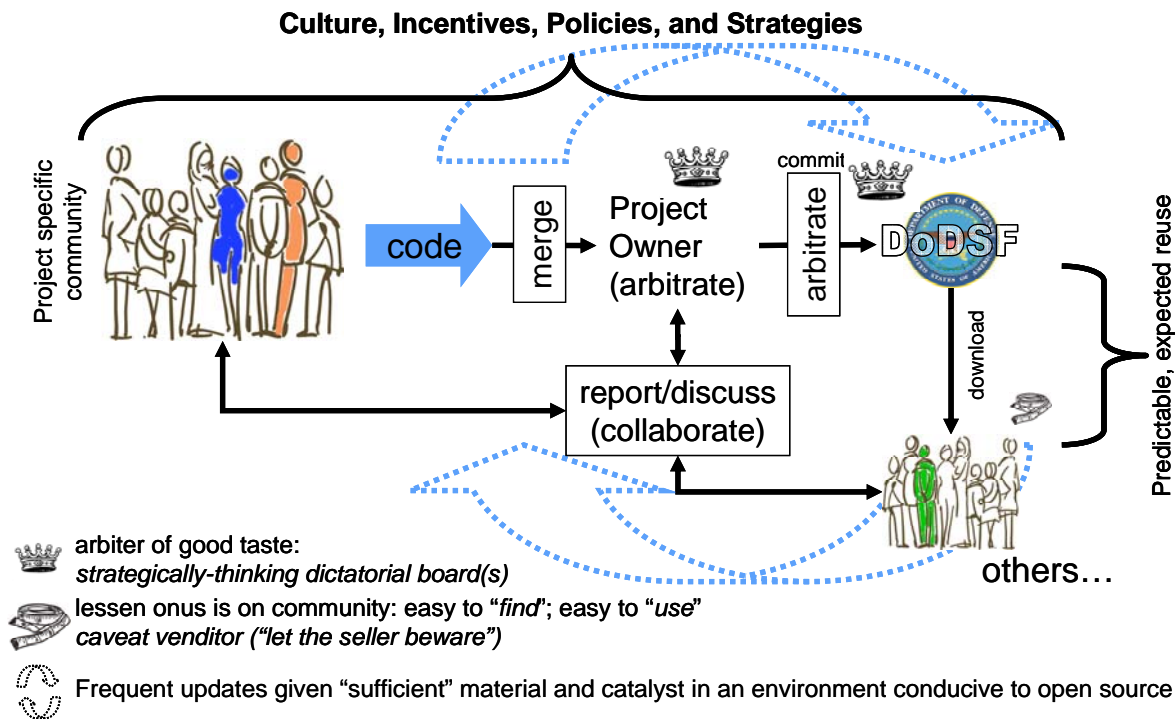 Culture, Incentives, Policies, and Strategies
Project specific
community
code
merge
Project
Owner
(arbitrate)
commit
arbitrate
DoDSF
download
Predictable, expected reuse
report/discuss
(collaborate)
others…
arbiter of good taste:
strategically-thinking dictatorial board(s)
lessen onus is on community: easy to “find”; easy to “use”
caveat venditor (“let the seller beware”)
Frequent updates given “sufficient” material and catalyst in an environment conducive to open source